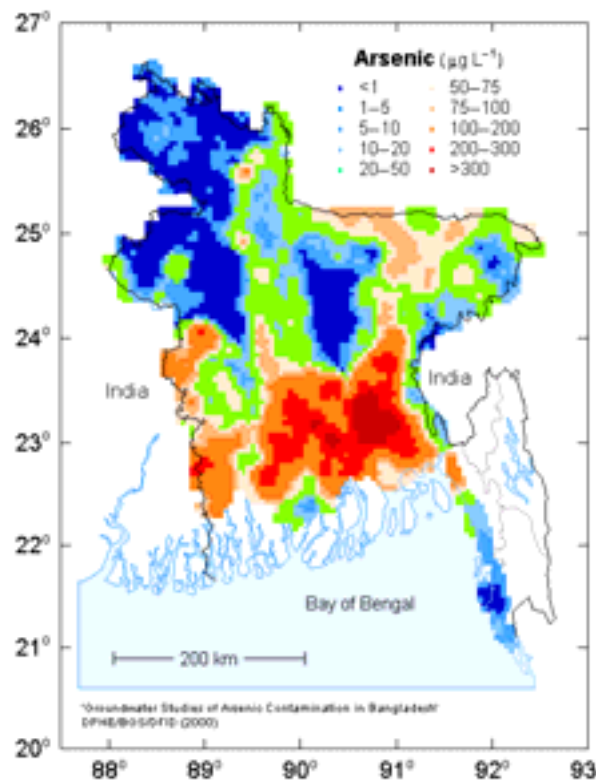 27°
26°
25°
24°
23°
22°
21°
20°
Arsenic (µg L⁻¹)
<1
1–5
5–10
10–20
20–50
50–75
75–100
100–200
200–300
>300
India
India
Bay of Bengal
200 km
'Groundwater Studies of Arsenic Contamination in Bangladesh'
DPHE/BGS/DFID (2000)
88° 89° 90° 91° 92° 93